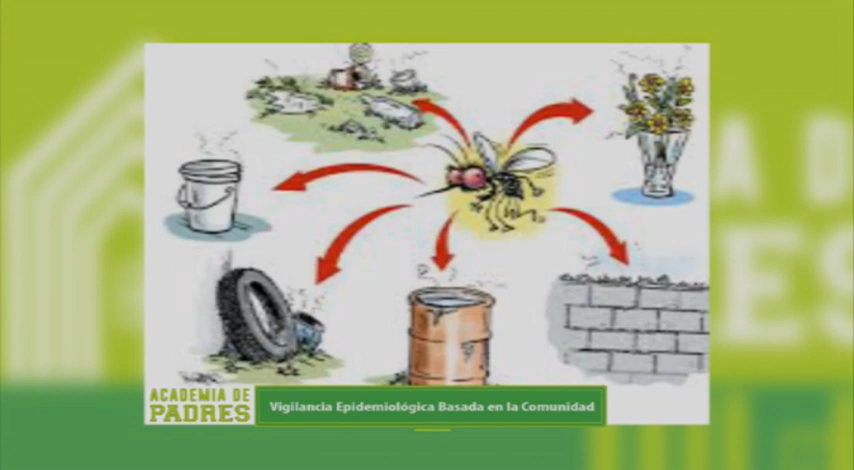 ACADEMIA DE
PADRES
Vigilancia Epidemiológica Basada en la Comunidad